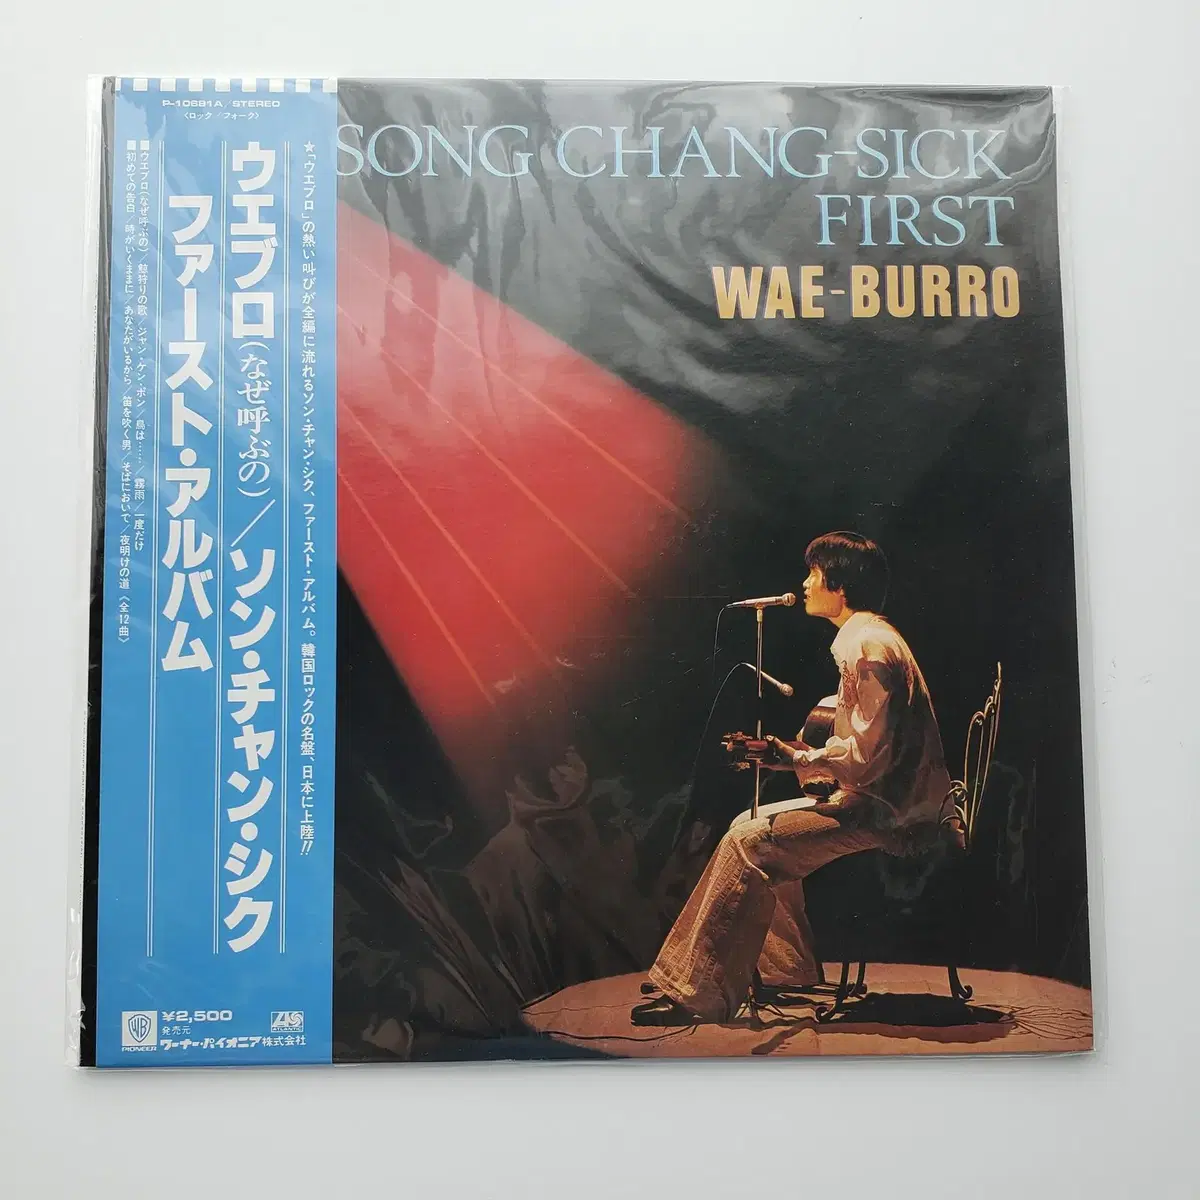 P-10681A/STEREO
〈ロック/フォーク〉
★「ウエブロ」の熱い叫びが全編に流れるソン・チャン・シク、ファースト・アルバム。韓国ロックの名盤、日本に上陸!!
ウエブロ(なぜ呼ぶの)/ソン・チャン・シク
ファースト・アルバム
■ウエブロ(なぜ呼ぶの)/鯨狩りの歌/ジャン・ケン・ポン/鳥は……/霧雨/一度だけ
■初めての告白/時がいくままに/あなたがいるから/笛を吹く男/そばにおいで/夜明けの道〈全12曲〉
¥2,500
発売元
ワーナー・パイオニア株式会社
WB
PIONEER
ATLANTIC
SONG CHANG-SICK
FIRST
WAE-BURRO